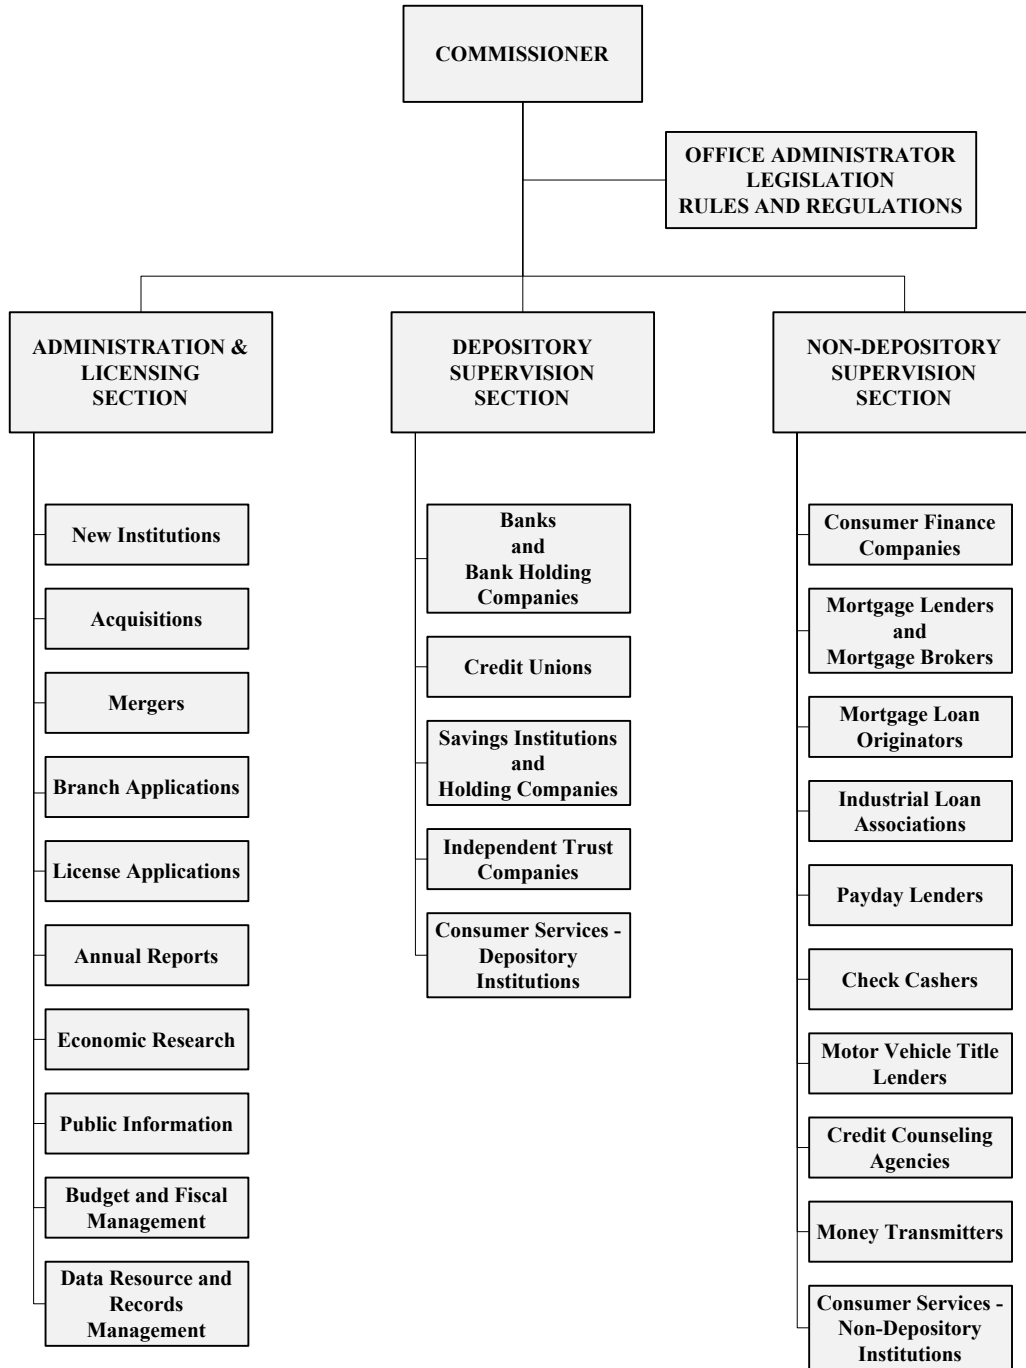 COMMISSIONER
OFFICE ADMINISTRATOR
LEGISLATION
RULES AND REGULATIONS
ADMINISTRATION &
LICENSING
SECTION
New Institutions
Acquisitions
Mergers
Branch Applications
License Applications
Annual Reports
Economic Research
Public Information
Budget and Fiscal
Management
Data Resource and
Records
Management
DEPOSITORY
SUPERVISION
SECTION
Banks
and
Bank Holding
Companies
Credit Unions
Savings Institutions
and
Holding Companies
Independent Trust
Companies
Consumer Services -
Depository
Institutions
NON-DEPOSITORY
SUPERVISION
SECTION
Consumer Finance
Companies
Mortgage Lenders
and
Mortgage Brokers
Mortgage Loan
Originators
Industrial Loan
Associations
Payday Lenders
Check Cashers
Motor Vehicle Title
Lenders
Credit Counseling
Agencies
Money Transmitters
Consumer Services -
Non-Depository
Institutions